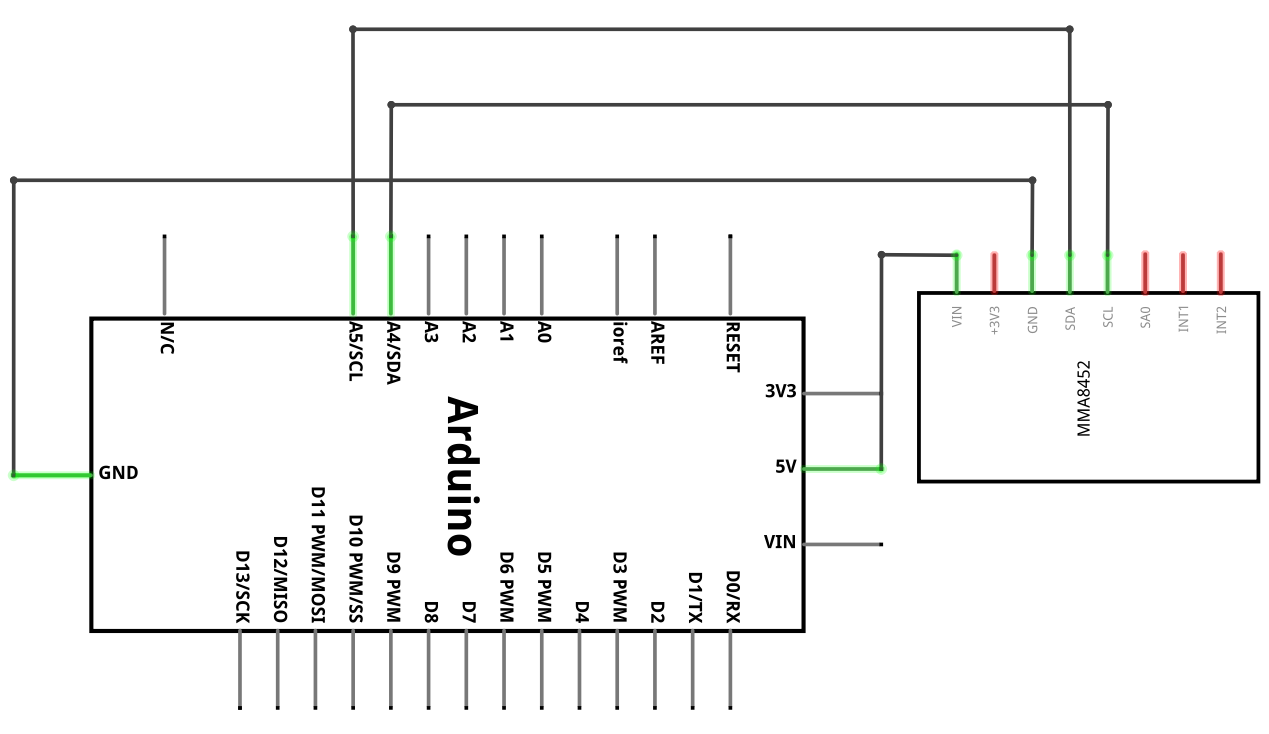 N/C
A5/SCL
A4/SDA
A3
A2
A1
A0
ioref
AREF
RESET
3V3
5V
VIN
GND
Arduino
D13/SCK
D12/MISO
D11 PWM/MOSI
D10 PWM/SS
D9 PWM
D8
D7
D6 PWM
D5 PWM
D4
D3 PWM
D2
D1/TX
D0/RX
VIN
+3V3
GND
SDA
SCL
SA0
INT1
INT2
MMA8452